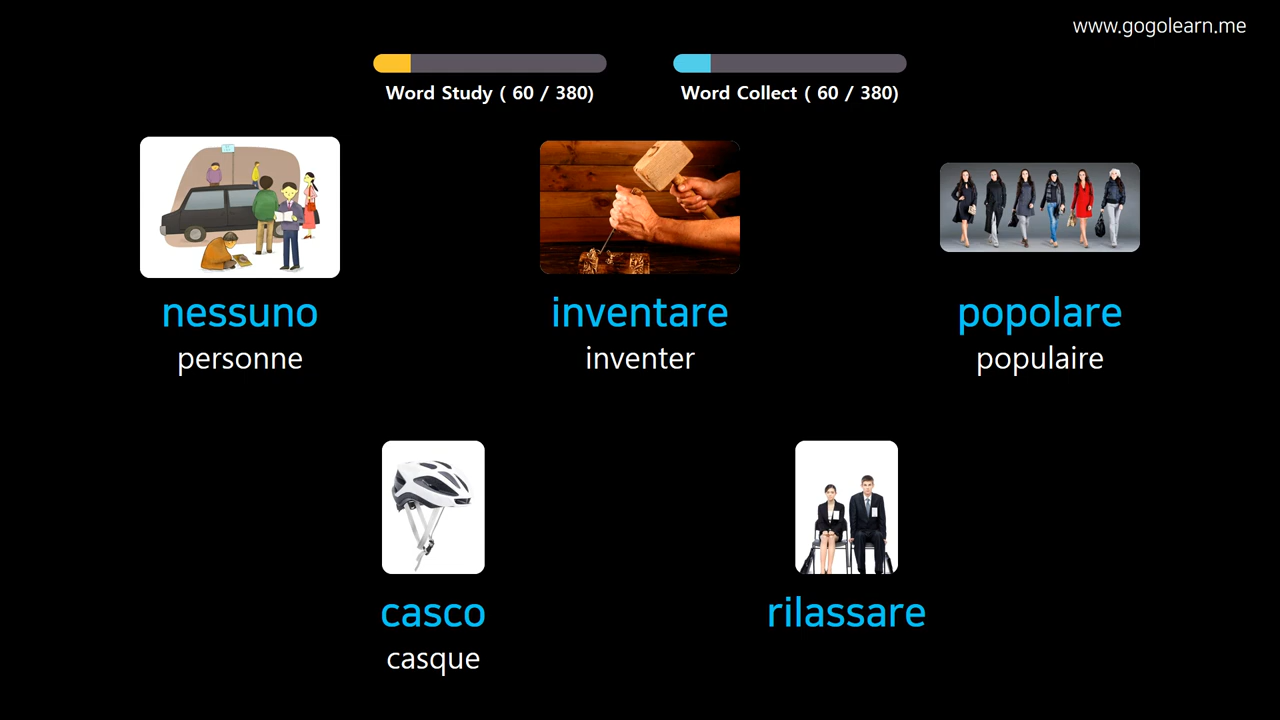 www.gogolearn.me
Word Study ( 60 / 380)
Word Collect ( 60 / 380)
nessuno
personne
inventare
inventer
popolare
populaire
casco
casque
rilassare